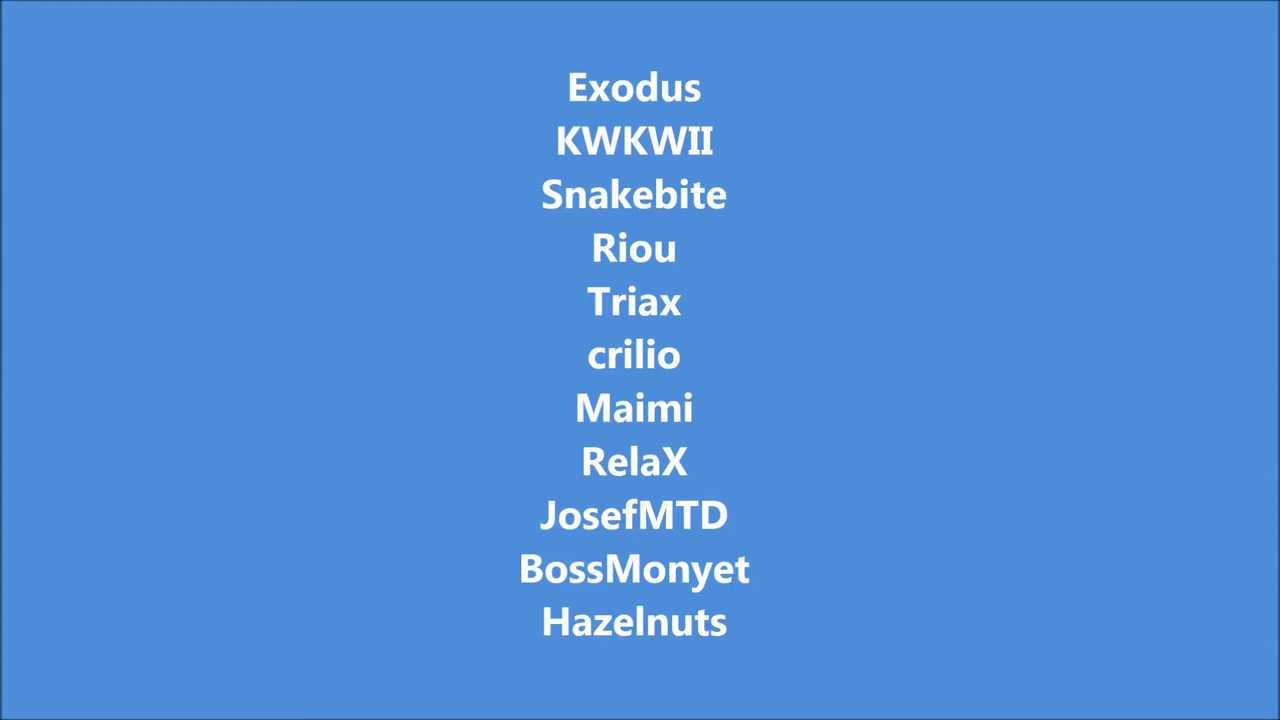 Exodus
KWKWII
Snakebite
Riou
Triax
crilio
Maimi
RelaX
JosefMTD
BossMonyet
Hazelnuts